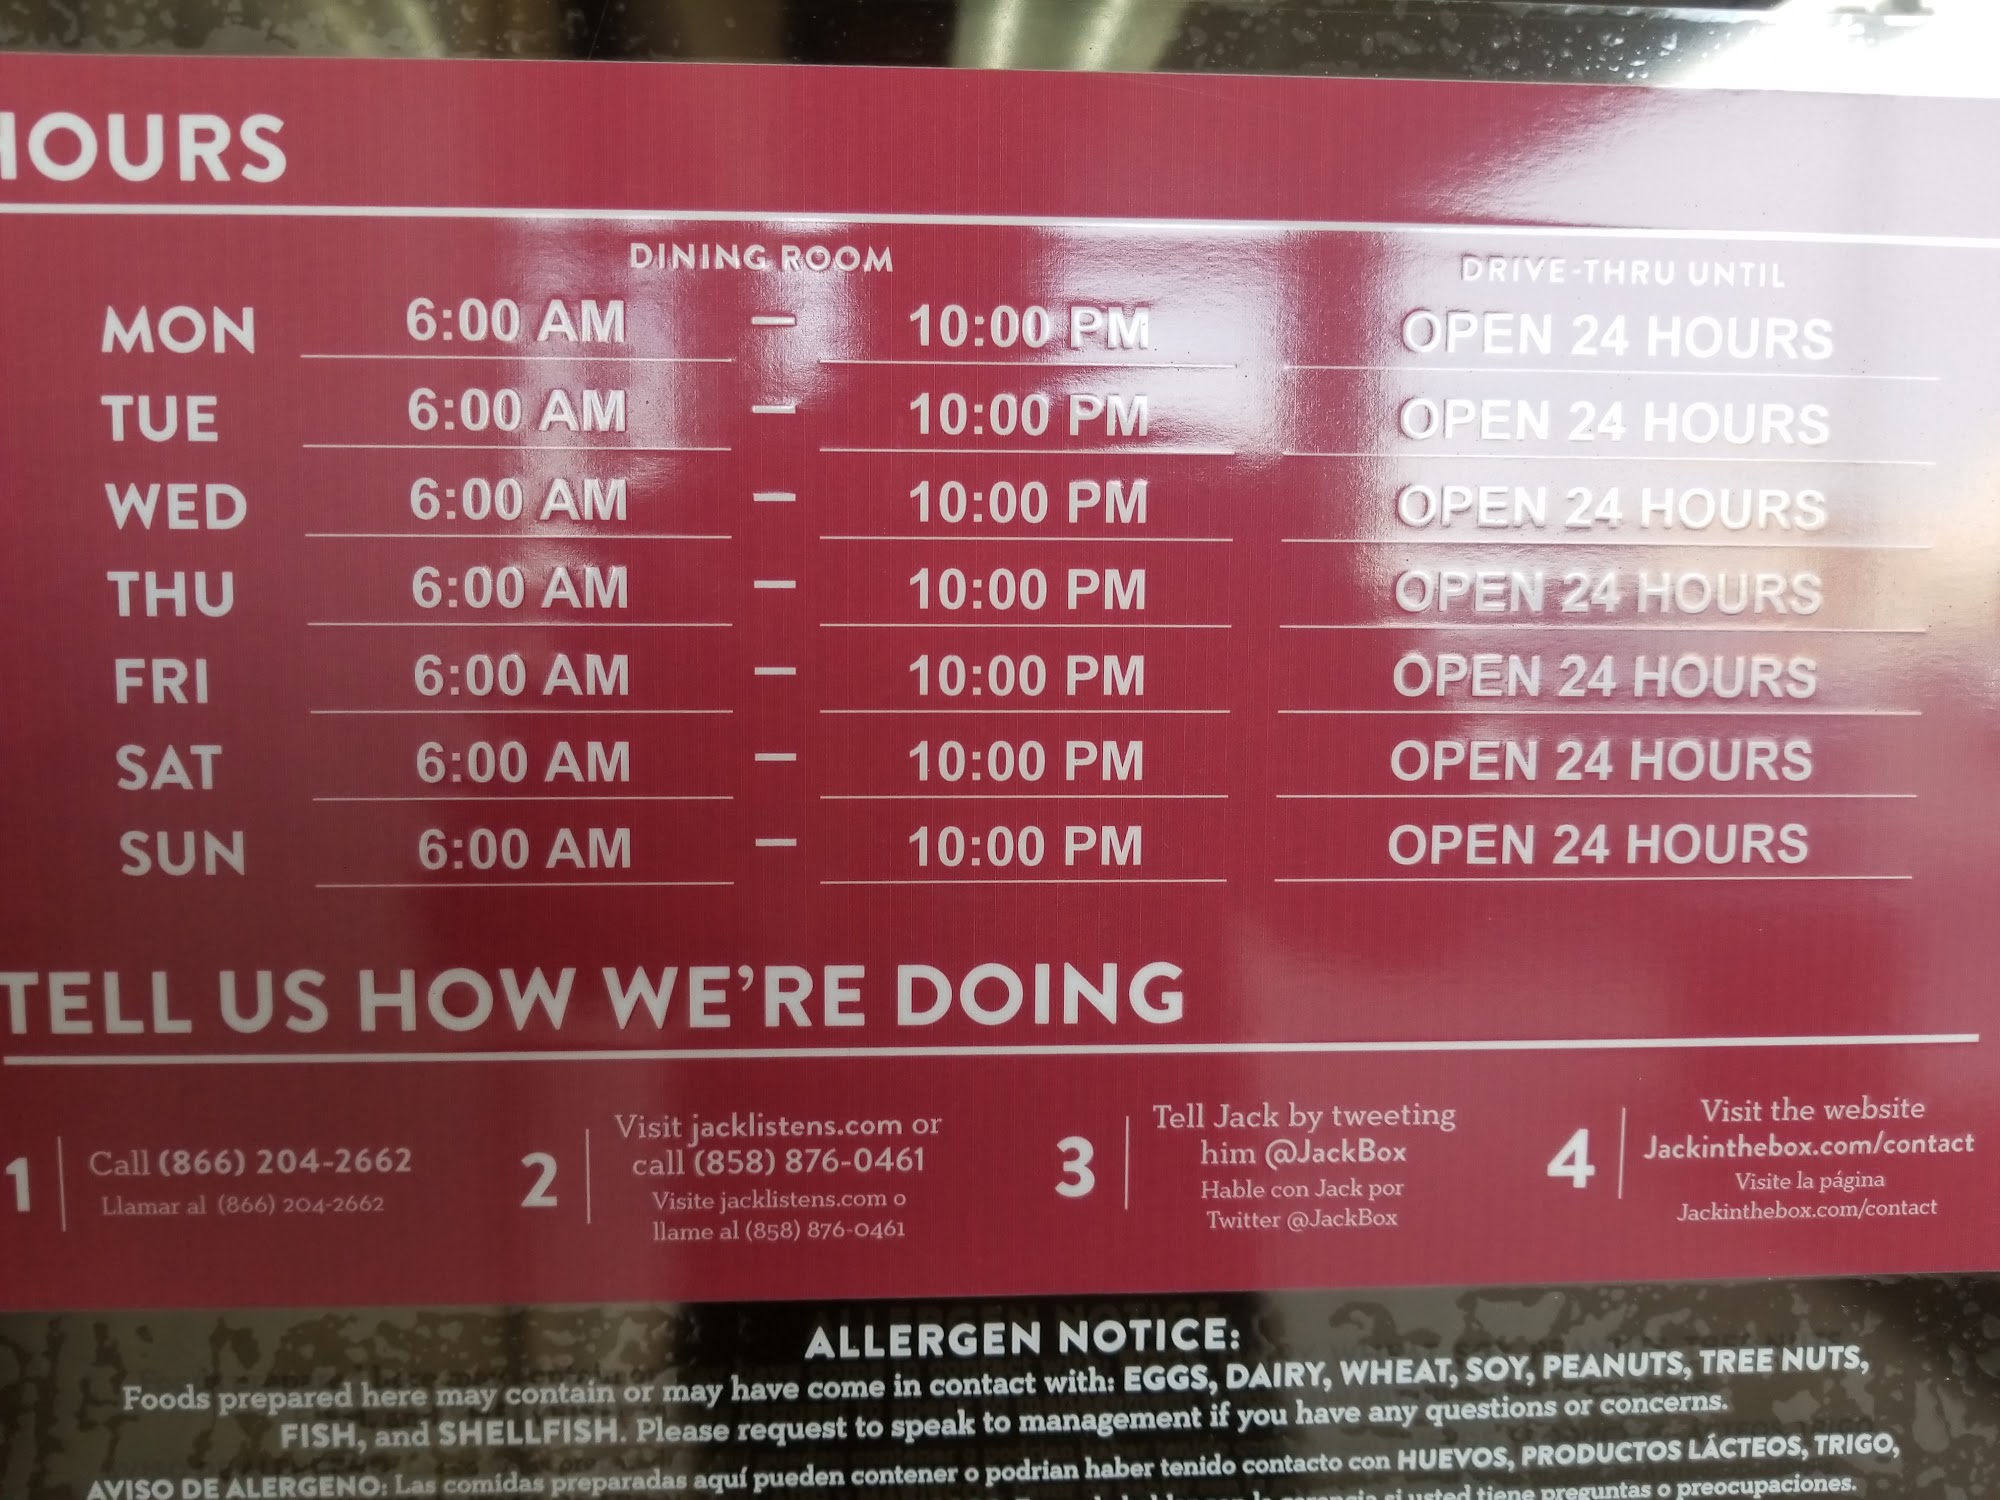 HOURS
DINING ROOM DRIVE-THRU UNTIL
MON 6:00 AM – 10:00 PM OPEN 24 HOURS
TUE 6:00 AM – 10:00 PM OPEN 24 HOURS
WED 6:00 AM – 10:00 PM OPEN 24 HOURS
THU 6:00 AM – 10:00 PM OPEN 24 HOURS
FRI 6:00 AM – 10:00 PM OPEN 24 HOURS
SAT 6:00 AM – 10:00 PM OPEN 24 HOURS
SUN 6:00 AM – 10:00 PM OPEN 24 HOURS
TELL US HOW WE'RE DOING
1
Call (866) 204-2662
Llamar al (866) 204-2662
2
Visit jacklistens.com or
call (858) 876-0461
Visite jacklistens.com o
llame al (858) 876-0461
3
Tell Jack by tweeting
him @JackBox
Hable con Jack por
Twitter @JackBox
4
Visit the website
Jackinthebox.com/contact
Visite la página
Jackinthebox.com/contact
ALLERGEN NOTICE:
Foods prepared here may contain or may have come in contact with: EGGS, DAIRY, WHEAT, SOY, PEANUTS, TREE NUTS,
FISH, and SHELLFISH. Please request to speak to management if you have any questions or concerns.
AVISO DE ALERGENO: Las comidas preparadas aquí pueden contener o podrian haber tenido contacto con HUEVOS, PRODUCTOS LÁCTEOS, TRIGO,
si usted tiene preguntas o preocupaciones.